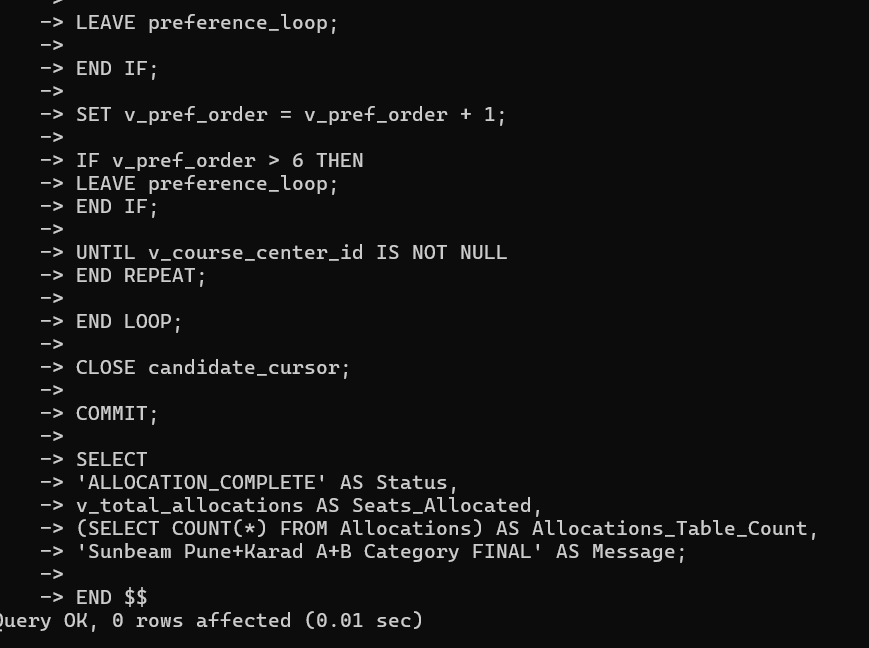 ->
-> LEAVE preference_loop;
->
-> END IF;
->
-> SET v_pref_order = v_pref_order + 1;
->
-> IF v_pref_order > 6 THEN
-> LEAVE preference_loop;
-> END IF;
->
-> UNTIL v_course_center_id IS NOT NULL
-> END REPEAT;
->
-> END LOOP;
->
-> CLOSE candidate_cursor;
->
-> COMMIT;
->
-> SELECT
-> 'ALLOCATION_COMPLETE' AS Status,
-> v_total_allocations AS Seats_Allocated,
-> (SELECT COUNT(*) FROM Allocations) AS Allocations_Table_Count,
-> 'Sunbeam Pune+Karad A+B Category FINAL' AS Message;
->
-> END $$
Query OK, 0 rows affected (0.01 sec)